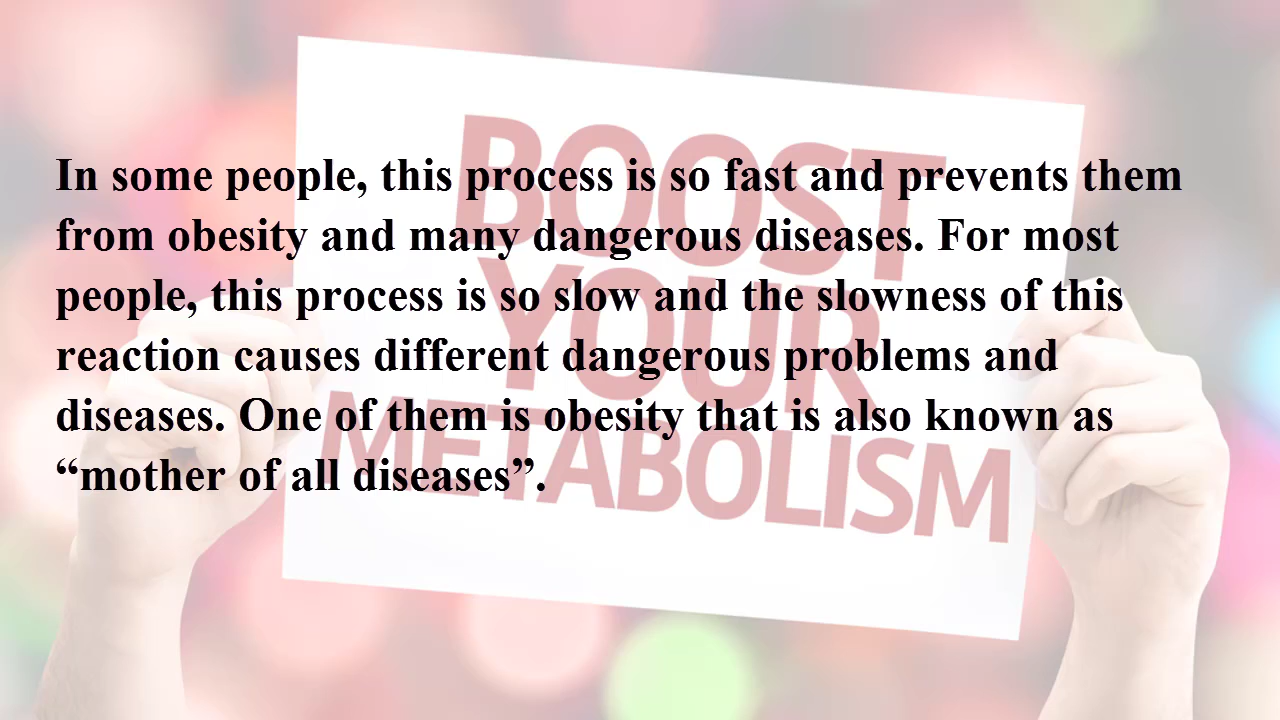 In some people, this process is so fast and prevents them
from obesity and many dangerous diseases. For most
people, this process is so slow and the slowness of this
reaction causes different dangerous problems and
diseases. One of them is obesity that is also known as
“mother of all diseases”.
BOOST
YOUR
METABOLISM